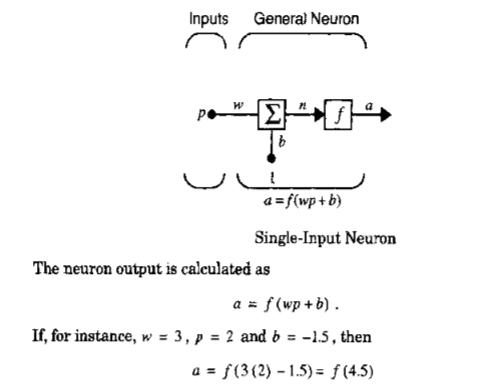 Inputs General Neuron
p w Σ n f a
b
1
a = f(wp + b)
Single-Input Neuron
The neuron output is calculated as
a = f(wp + b) .
If, for instance, w = 3, p = 2 and b = –1.5, then
a = f(3(2) – 1.5) = f(4.5)